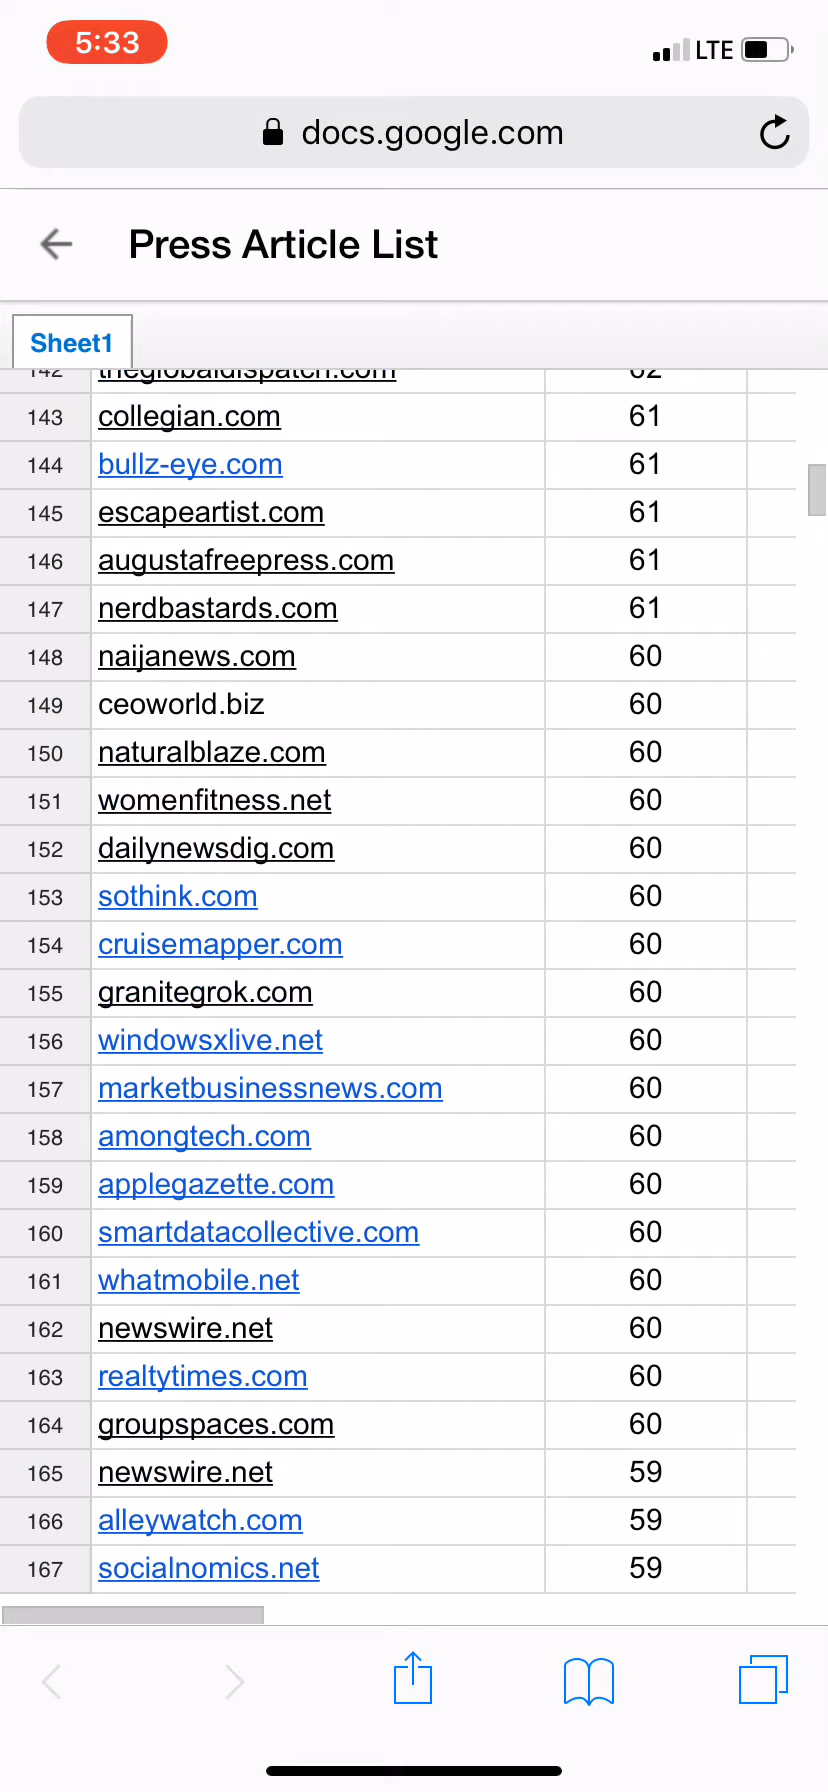 5:33
LTE
docs.google.com
Press Article List
Sheet1
142 theglobaldispatch.com 62
143 collegian.com 61
144 bullz-eye.com 61
145 escapeartist.com 61
146 augustafreepress.com 61
147 nerdbastards.com 61
148 naijanews.com 60
149 ceoworld.biz 60
150 naturalblaze.com 60
151 womenfitness.net 60
152 dailynewsdig.com 60
153 sothink.com 60
154 cruisemapper.com 60
155 granitegrok.com 60
156 windowsxlive.net 60
157 marketbusinessnews.com 60
158 amongtech.com 60
159 applegazette.com 60
160 smartdatacollective.com 60
161 whatmobile.net 60
162 newswire.net 60
163 realtytimes.com 60
164 groupspaces.com 60
165 newswire.net 59
166 alleywatch.com 59
167 socialnomics.net 59